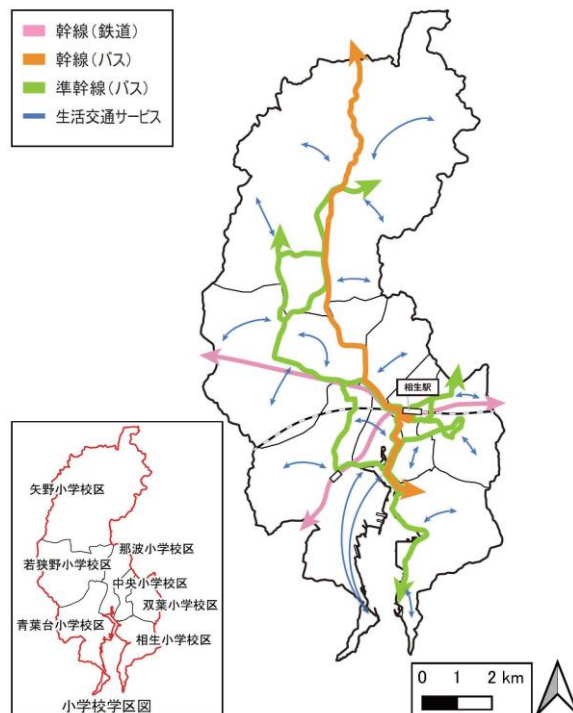 幹線（鉄道）
幹線（バス）
準幹線（バス）
生活交通サービス
相生駅
矢野小学校区
若狭野小学校区
那波小学校区
中央小学校区
双葉小学校区
青葉台小学校区
相生小学校区
小学校学区図
0 1 2 km